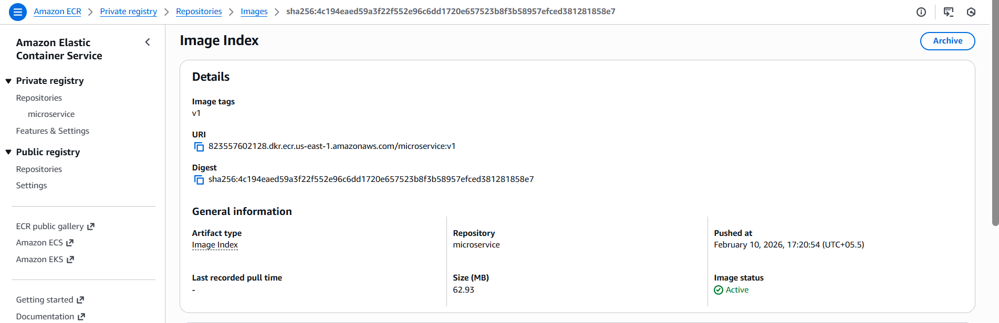 Amazon ECR > Private registry > Repositories > Images > sha256:4c194eaed59a3f22f552e96c6dd1720e657523b8f3b58957efced381281858e7
Amazon Elastic
Container Service
Private registry
Repositories
microservice
Features & Settings
Public registry
Repositories
Settings
ECR public gallery
Amazon ECS
Amazon EKS
Getting started
Documentation
Image Index
Archive
Details
Image tags
v1
URI
823557602128.dkr.ecr.us-east-1.amazonaws.com/microservice:v1
Digest
sha256:4c194eaed59a3f22f552e96c6dd1720e657523b8f3b58957efced381281858e7
General information
Artifact type
Image Index
Repository
microservice
Pushed at
February 10, 2026, 17:20:54 (UTC+05.5)
Last recorded pull time
-
Size (MB)
62.93
Image status
Active